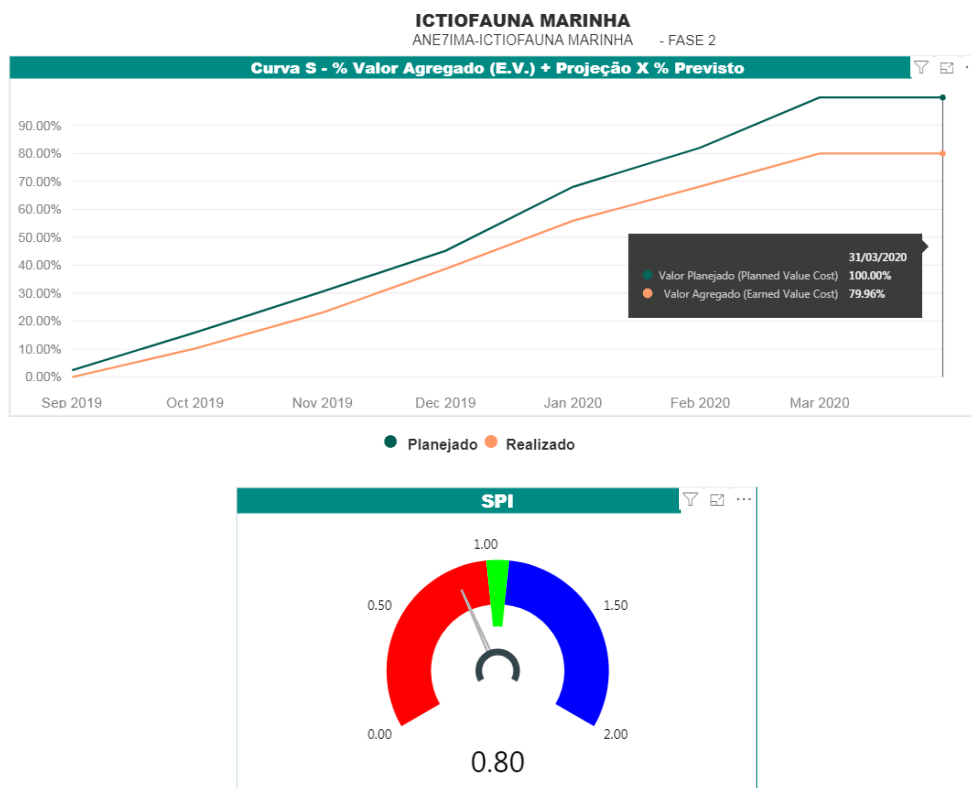 ICTIOFAUNA MARINHA
ANE7IMA-ICTIOFAUNA MARINHA - FASE 2
Curva S - % Valor Agregado (E.V.) + Projeção X % Previsto
90.00%
80.00%
70.00%
60.00%
50.00%
40.00%
30.00%
20.00%
10.00%
0.00%
31/03/2020
Valor Planejado (Planned Value Cost) 100.00%
Valor Agregado (Earned Value Cost) 79.96%
Sep 2019 Oct 2019 Nov 2019 Dec 2019 Jan 2020 Feb 2020 Mar 2020
Planejado Realizado
SPI
1.00
0.50 1.50
0.00 2.00
0.80